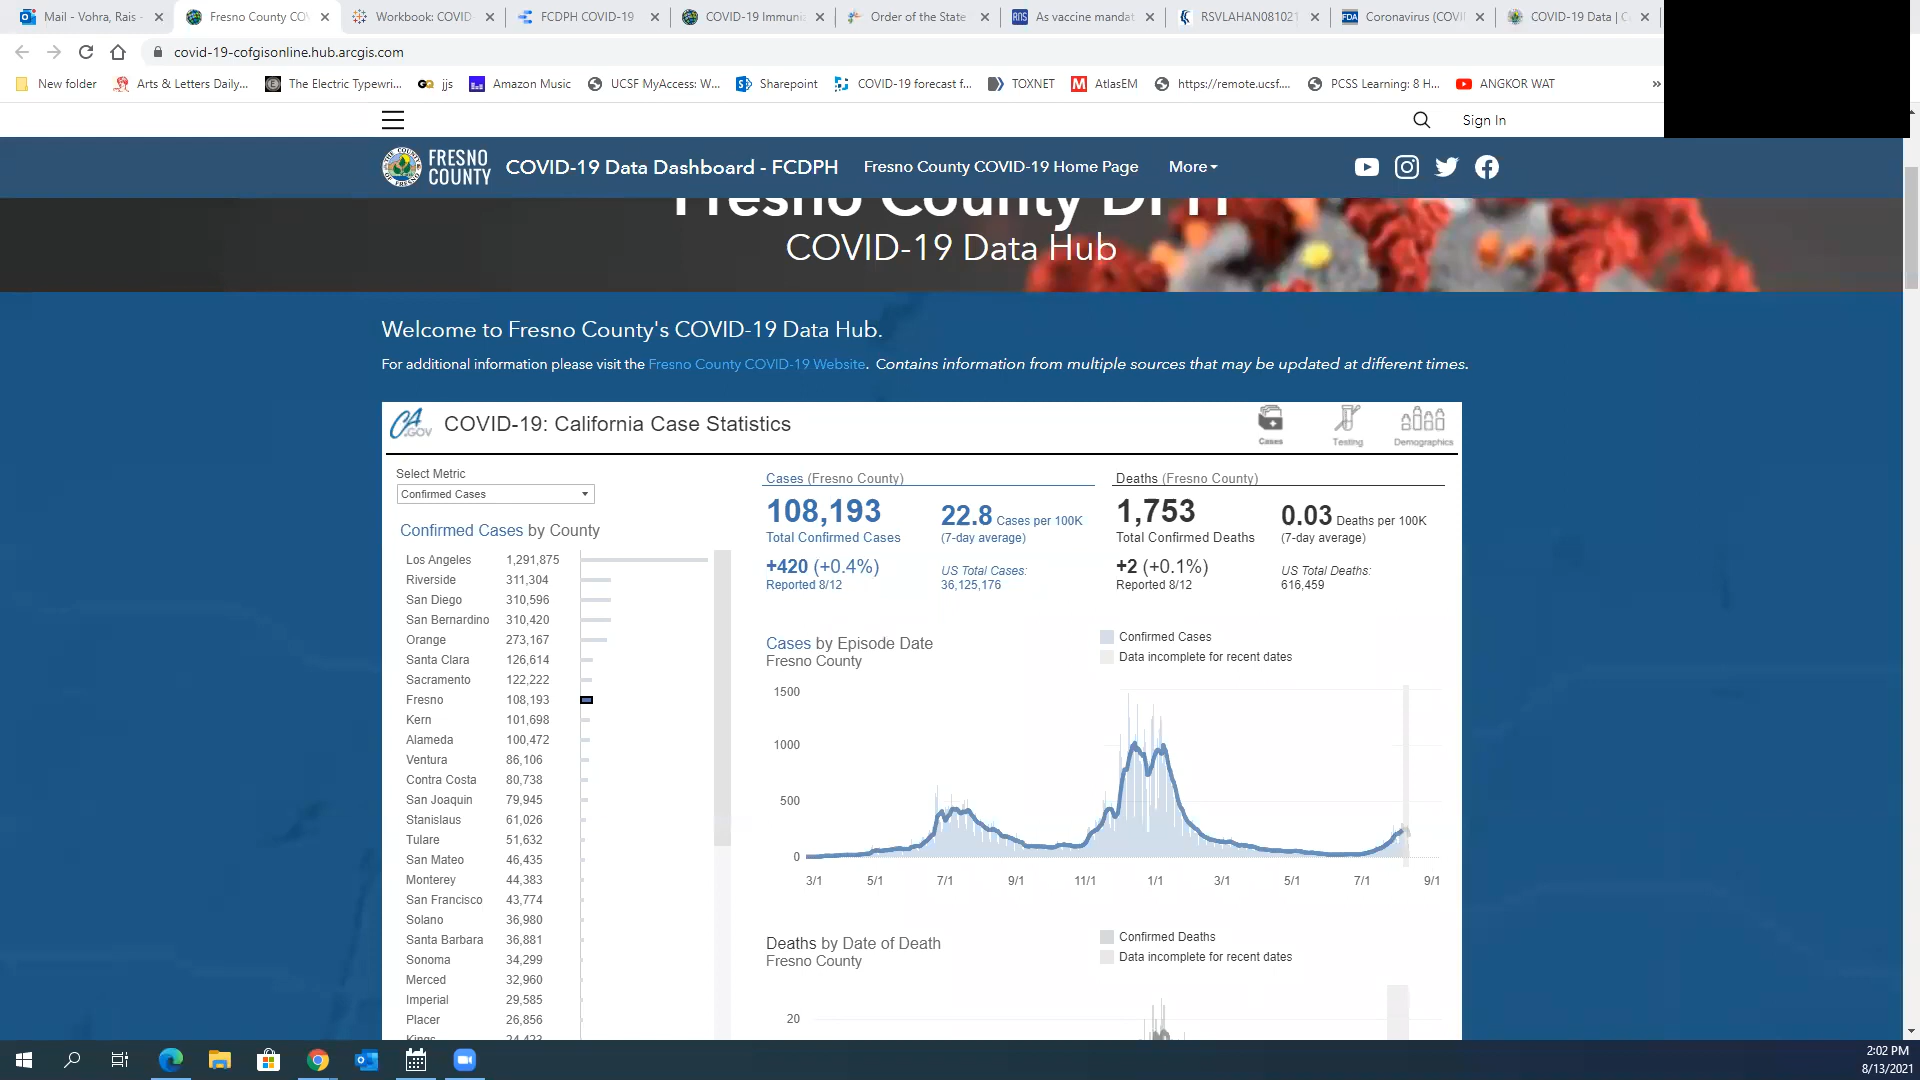 Mail - Vohra, Rais -
Fresno County CO
Workbook: COVID
FCDPH COVID-19
COVID-19 Immuni
Order of the State
RNS As vaccine mandat
RSVLAHAN081021
FDA Coronavirus (COVI
COVID-19 Data | C
covid-19-cofgisonline.hub.arcgis.com
New folder
Arts & Letters Daily...
The Electric Typewri...
jjs
Amazon Music
UCSF MyAccess: W...
Sharepoint
COVID-19 forecast f...
TOXNET
M AtlasEM
https://remote.ucsf....
PCSS Learning: 8 H...
ANGKOR WAT
»
Sign In
FRESNO
COUNTY
COVID-19 Data Dashboard - FCDPH
Fresno County COVID-19 Home Page
More
Fresno County DPH
COVID-19 Data Hub
Welcome to Fresno County's COVID-19 Data Hub.
For additional information please visit the Fresno County COVID-19 Website. Contains information from multiple sources that may be updated at different times.
CA.GOV COVID-19: California Case Statistics
Cases
Testing
Demographics
Select Metric
Confirmed Cases
Confirmed Cases by County
Los Angeles 1,291,875
Riverside 311,304
San Diego 310,596
San Bernardino 310,420
Orange 273,167
Santa Clara 126,614
Sacramento 122,222
Fresno 108,193
Kern 101,698
Alameda 100,472
Ventura 86,106
Contra Costa 80,738
San Joaquin 79,945
Stanislaus 61,026
Tulare 51,632
San Mateo 46,435
Monterey 44,383
San Francisco 43,774
Solano 36,980
Santa Barbara 36,881
Sonoma 34,299
Merced 32,960
Imperial 29,585
Placer 26,856
Kings 24,423
Cases (Fresno County)
108,193
Total Confirmed Cases
+420 (+0.4%)
Reported 8/12
22.8 Cases per 100K
(7-day average)
US Total Cases:
36,125,176
Deaths (Fresno County)
1,753
Total Confirmed Deaths
+2 (+0.1%)
Reported 8/12
0.03 Deaths per 100K
(7-day average)
US Total Deaths:
616,459
Cases by Episode Date
Fresno County
Confirmed Cases
Data incomplete for recent dates
1500
1000
500
0
3/1 5/1 7/1 9/1 11/1 1/1 3/1 5/1 7/1 9/1
Deaths by Date of Death
Fresno County
Confirmed Deaths
Data incomplete for recent dates
20
2:02 PM
8/13/2021